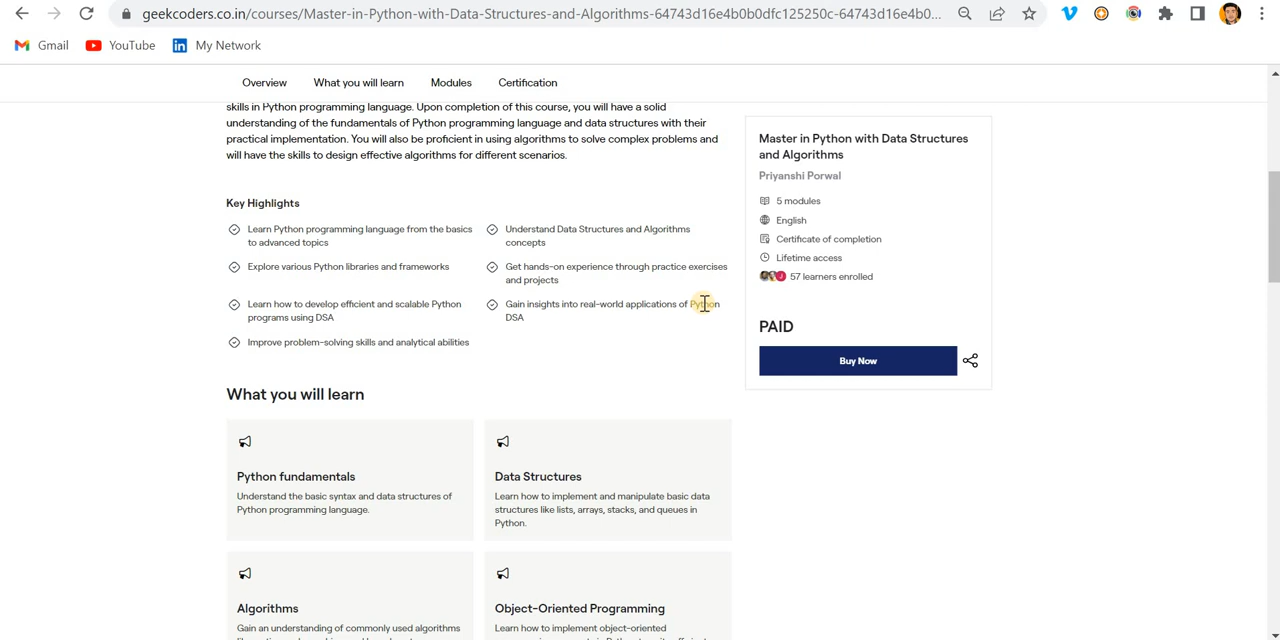 geekcoders.co.in/courses/Master-in-Python-with-Data-Structures-and-Algorithms-64743d16e4b0b0dfc125250c-64743d16e4b0...
Gmail YouTube My Network
Overview What you will learn Modules Certification
skills in Python programming language. Upon completion of this course, you will have a solid
understanding of the fundamentals of Python programming language and data structures with their
practical implementation. You will also be proficient in using algorithms to solve complex problems and
will have the skills to design effective algorithms for different scenarios.
Key Highlights
Learn Python programming language from the basics
to advanced topics
Understand Data Structures and Algorithms
concepts
Explore various Python libraries and frameworks
Get hands-on experience through practice exercises
and projects
Learn how to develop efficient and scalable Python
programs using DSA
Gain insights into real-world applications of Python
DSA
Improve problem-solving skills and analytical abilities
What you will learn
Python fundamentals
Understand the basic syntax and data structures of
Python programming language.
Data Structures
Learn how to implement and manipulate basic data
structures like lists, arrays, stacks, and queues in
Python.
Algorithms
Gain an understanding of commonly used algorithms
Object-Oriented Programming
Learn how to implement object-oriented
Master in Python with Data Structures
and Algorithms
Priyanshi Porwal
5 modules
English
Certificate of completion
Lifetime access
J
57 learners enrolled
PAID
Buy Now